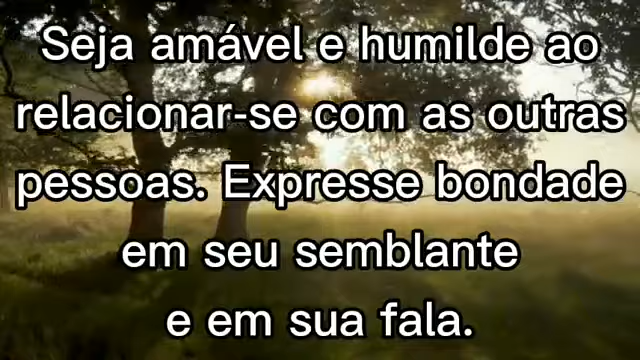 Seja amável e humilde ao
relacionar-se com as outras
pessoas. Expresse bondade
em seu semblante
e em sua fala.